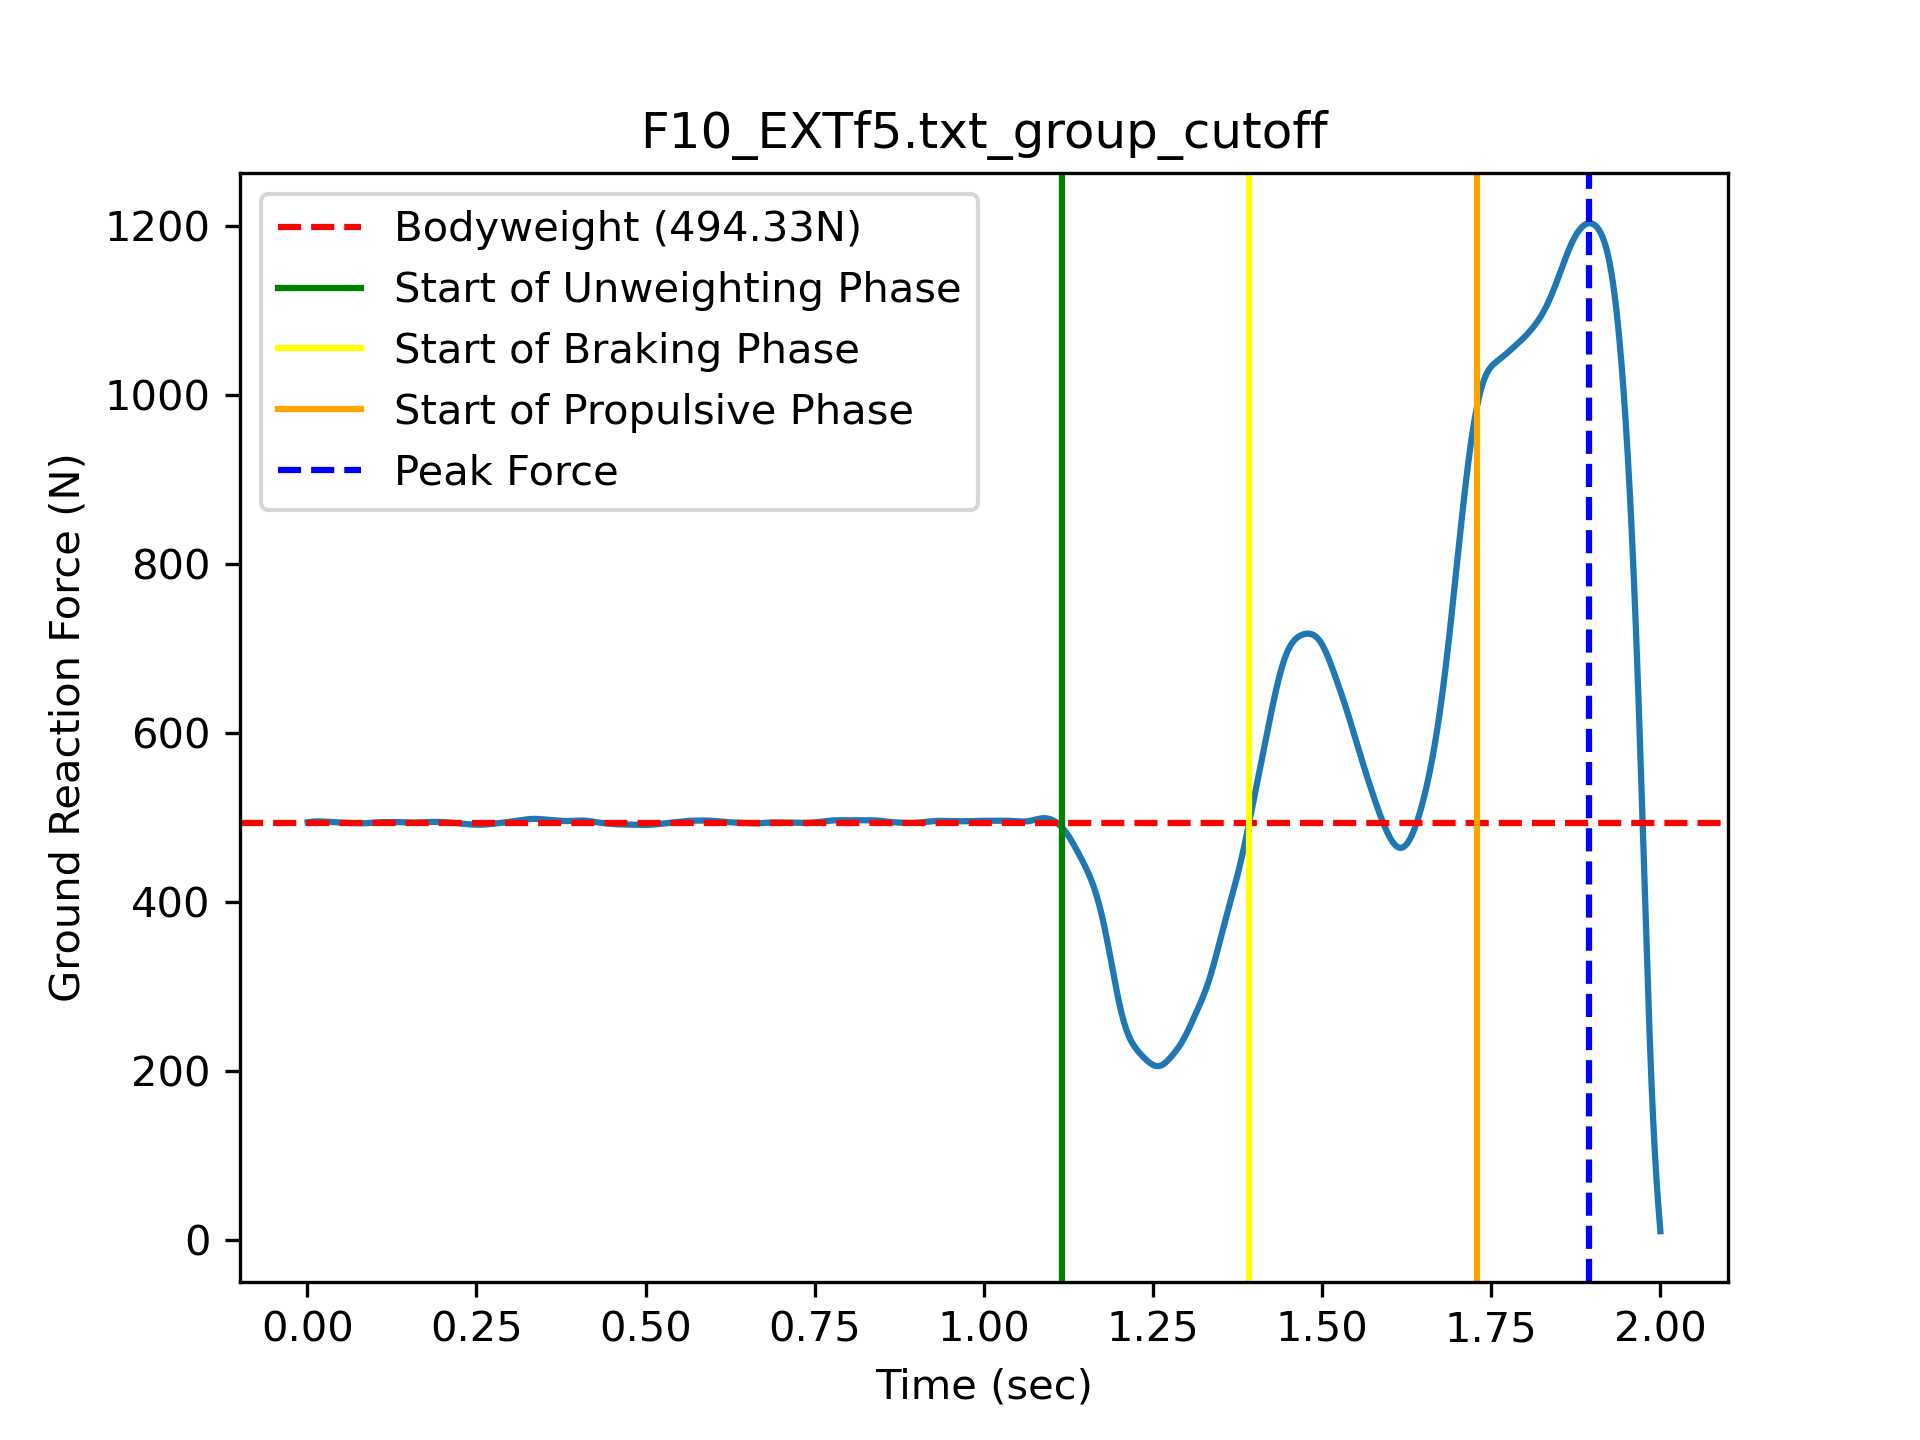 F10_EXTf5.txt_group_cutoff
Bodyweight (494.33N)
Start of Unweighting Phase
Start of Braking Phase
Start of Propulsive Phase
Peak Force
Ground Reaction Force (N)
1200
1000
800
600
400
200
0
0.00 0.25 0.50 0.75 1.00 1.25 1.50 1.75 2.00
Time (sec)